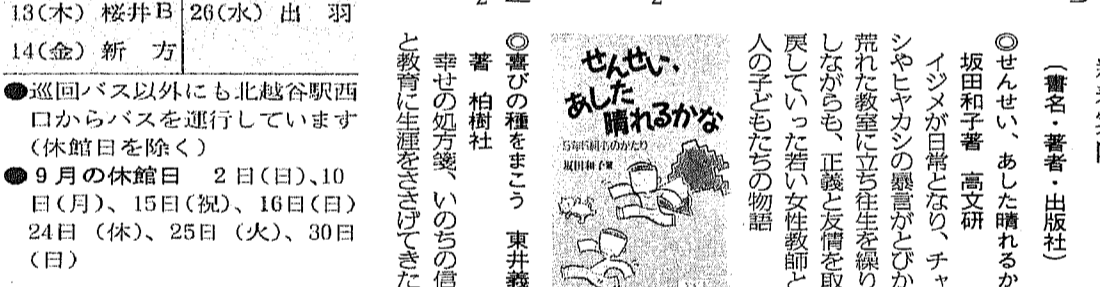 13(木) 桜井B 26(水) 出 羽
14(金) 新 方
●巡回バス以外にも北越谷駅西
口からバスを運行しています
(休館日を除く)
●9月の休館日 2日(日)、10
日(月)、15日(祝)、16日(日)
24日 (休)、25日 (火)、30日
(日)
(書名・著者・出版社)
◎せんせい、あした晴れるか
坂田和子著 高文研
イジメが日常となり、チャ
シやヒヤカシの暴言がとびか
荒れた教室に立ち往生を繰り
しながらも、正義と友情を取
戻していった若い女性教師と
人の子どもたちの物語
せんせい、
あした
晴れるかな
坂田和子著
◎喜びの種をまこう 東井義
著 柏樹社
幸せの処方箋、いのちの信
と教育に生涯をささげてきた